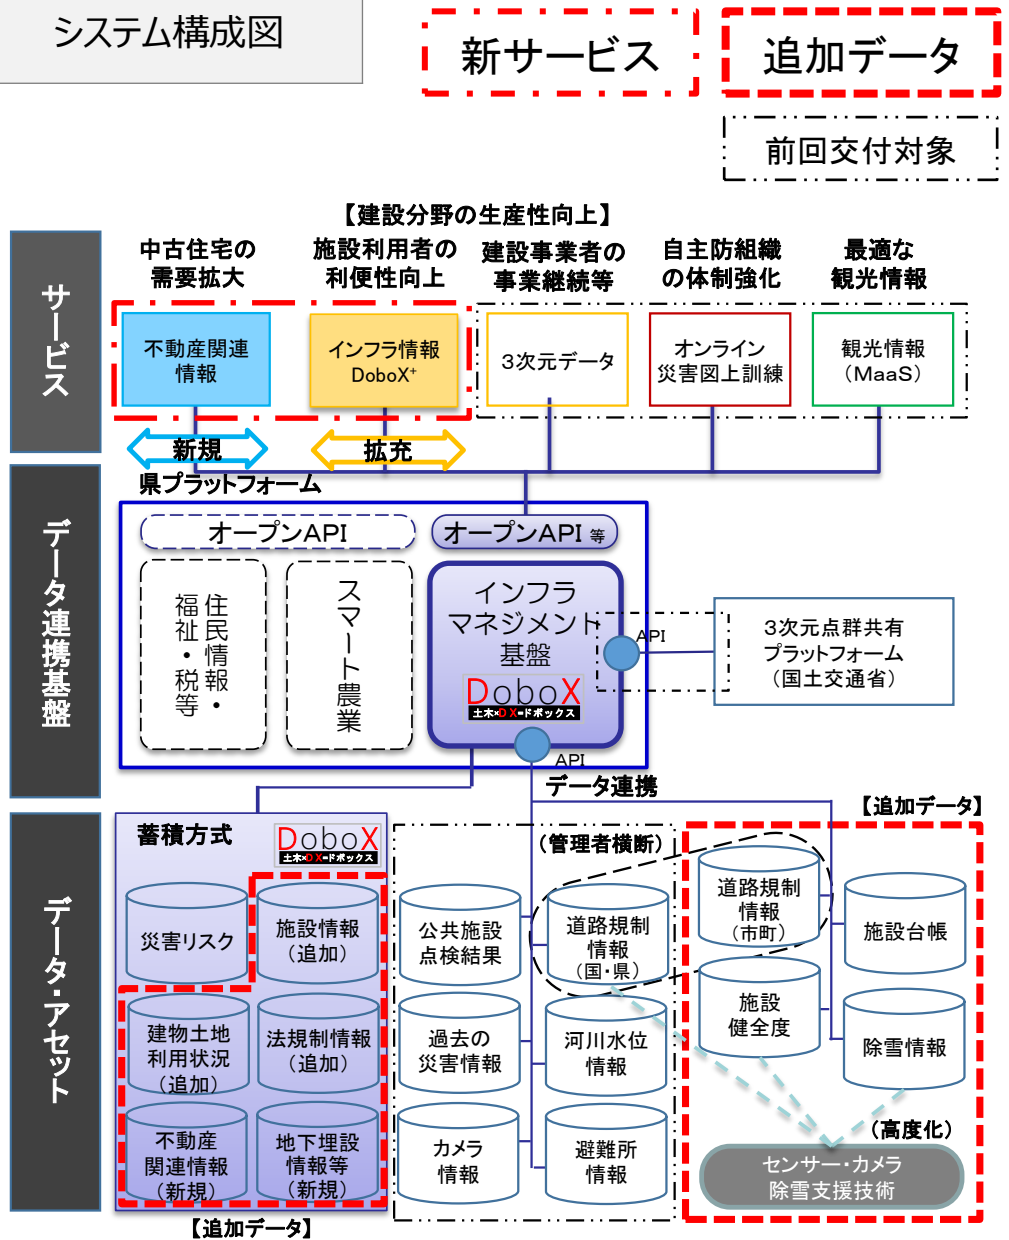 システム構成図
新サービス
追加データ
前回交付対象
【建設分野の生産性向上】
中古住宅の
需要拡大
施設利用者の
利便性向上
建設事業者の
事業継続等
自主防組織
の体制強化
最適な
観光情報
サービス
不動産関連
情報
インフラ情報
DoboX⁺
3次元データ
オンライン
災害図上訓練
観光情報
（MaaS）
新規
拡充
データ連携基盤
県プラットフォーム
オープンAPI
オープンAPI 等
住民情報・
福祉・税等
スマート農業
インフラ
マネジメント
基盤
DoboX
土木×DX=ドボックス
API
3次元点群共有
プラットフォーム
（国土交通省）
API
データ連携
データ・アセット
蓄積方式
DoboX
土木×DX=ドボックス
災害リスク
施設情報
（追加）
建物土地
利用状況
（追加）
法規制情報
（追加）
不動産
関連情報
（新規）
地下埋設
情報等
（新規）
【追加データ】
（管理者横断）
公共施設
点検結果
道路規制
情報
（国・県）
過去の
災害情報
河川水位
情報
カメラ
情報
避難所
情報
【追加データ】
道路規制
情報
（市町）
施設台帳
施設
健全度
除雪情報
（高度化）
センサー・カメラ
除雪支援技術